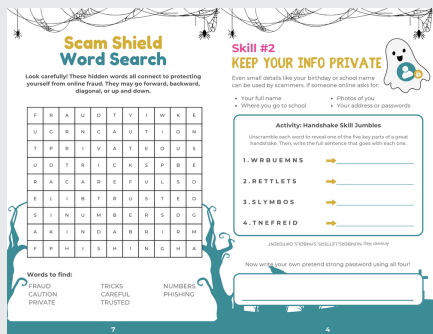 Scam Shield
Word Search
Look carefully! These hidden words all connect to protecting
yourself from online fraud. They may go forward, backward,
diagonal, or up and down.
F R A U D T Y I W K E
U G R N C A U T I O N
T P R I V A T E O U S
U D T R I C K S P B E
R A C A R E F U L S D
E L I B T R U S T E D
S I N U M B E R S D G
A K I N D A B R I R M
Y P H I S H I N G H A
Words to find:
FRAUD TRICKS NUMBERS
CAUTION CAREFUL PHISHING
PRIVATE TRUSTED
7
Skill #2
KEEP YOUR INFO PRIVATE
Even small details like your birthday or school name
can be used by scammers. If someone online asks for:
• Your full name • Photos of you
• Where you go to school • Your address or passwords
Activity: Handshake Skill Jumbles
Unscramble each word to reveal one of the five key parts of a great
handshake. Then, write the full sentence that goes with each one.
1. WRBUEMNS
2. RETTLETS
3. SLYMBOS
4. TNEFREID
Answer Key: NUMBERS, LETTERS, SYMBOLS, DIFFERENT
Now write your own pretend strong password using all four!
4